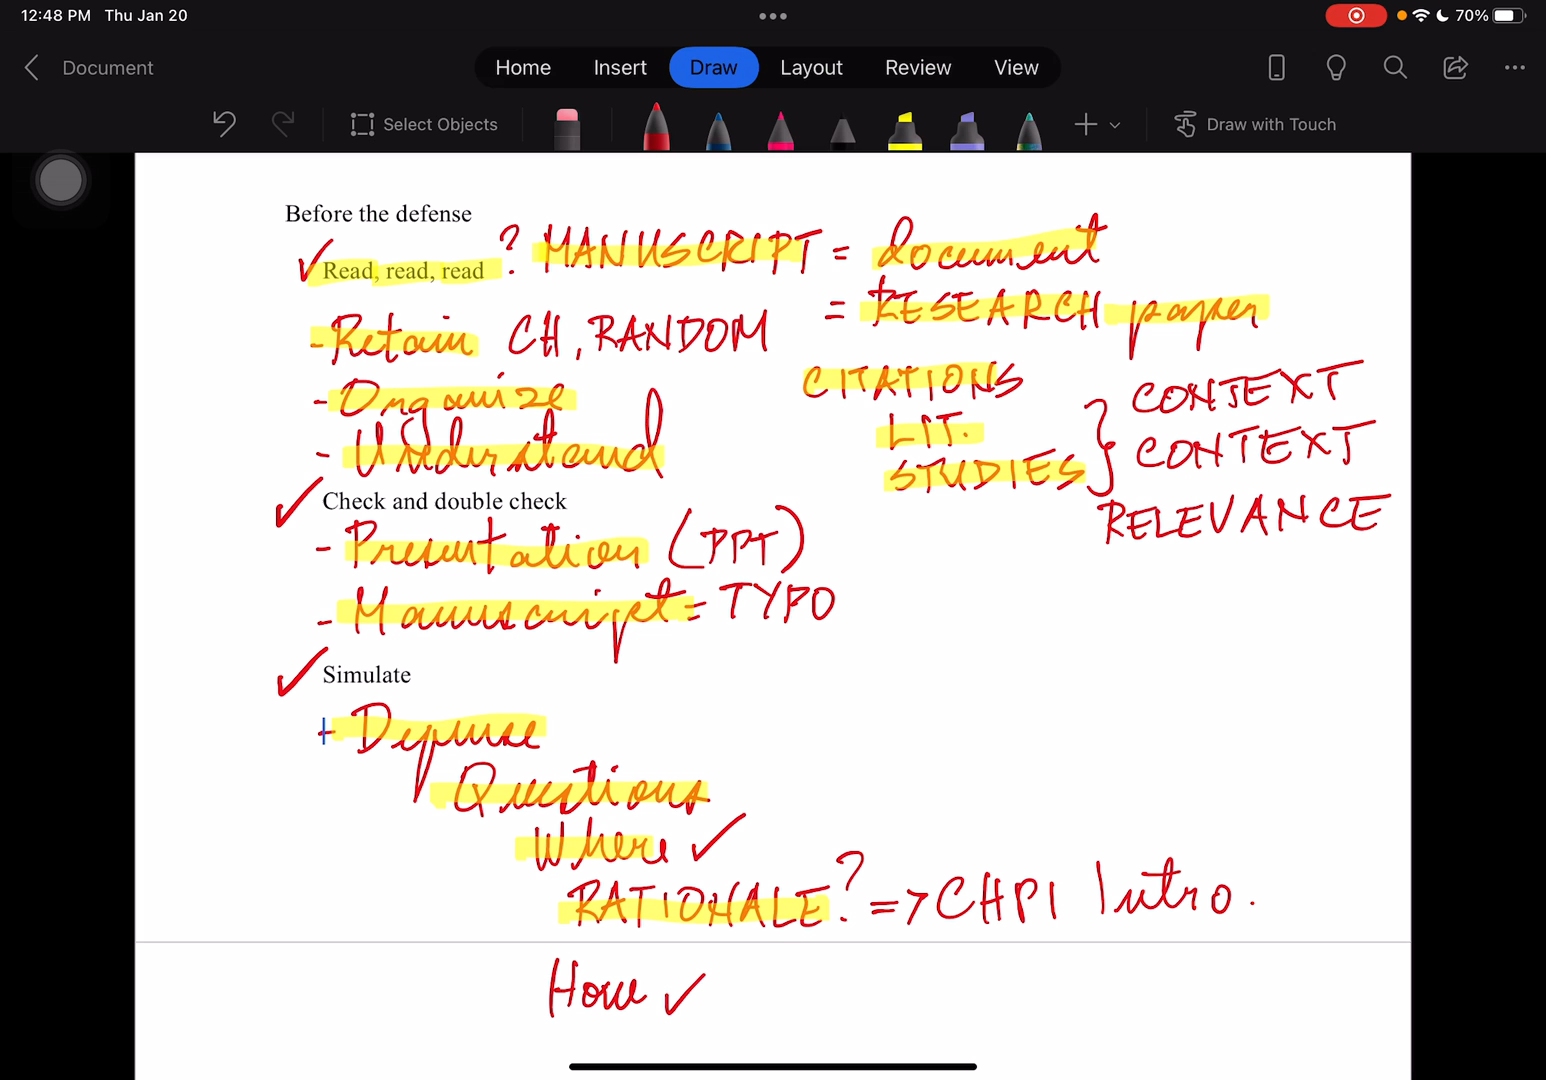 12:48 PM Thu Jan 20
70%
Document
Home Insert Draw Layout Review View
Select Objects
Draw with Touch
Before the defense
✓ Read, read, read ? MANUSCRIPT = document
= RESEARCH paper
- Retain CH, RANDOM
CITATIONS
LIT.
STUDIES } CONTEXT
CONTEXT
RELEVANCE
- Organize
- Understand
✓ Check and double check
- Presentation (PPT)
- Manuscript = TYPO
✓ Simulate
- Defense
Questions
Where ✓
RATIONALE? => CHP1 Intro.
How ✓